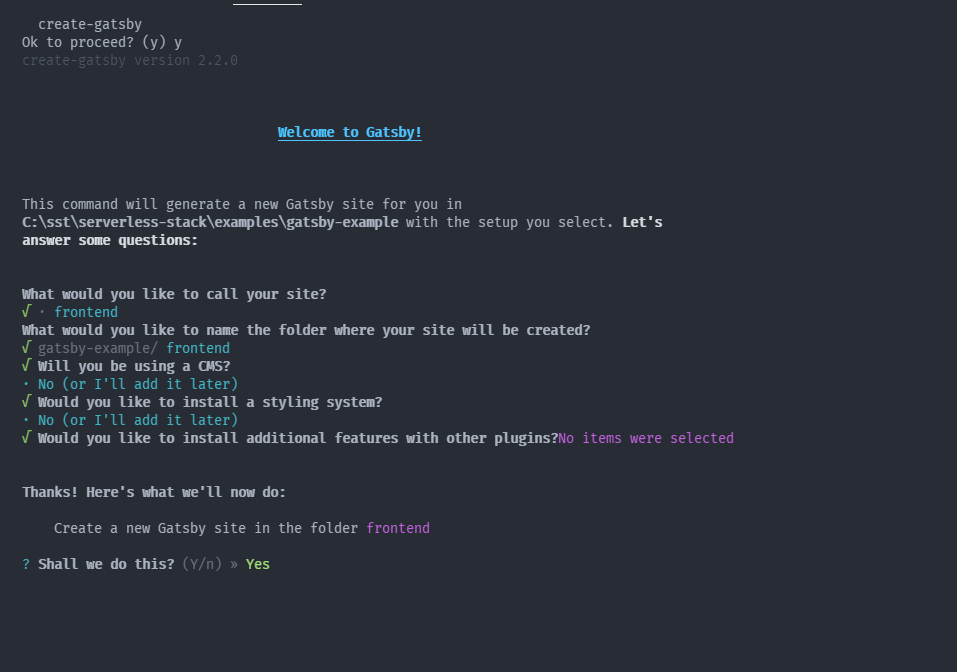 create-gatsby
Ok to proceed? (y) y
create-gatsby version 2.2.0
Welcome to Gatsby!
This command will generate a new Gatsby site for you in
C:\sst\serverless-stack\examples\gatsby-example with the setup you select. Let's
answer some questions:
What would you like to call your site?
√ · frontend
What would you like to name the folder where your site will be created?
√ gatsby-example/ frontend
√ Will you be using a CMS?
· No (or I'll add it later)
√ Would you like to install a styling system?
· No (or I'll add it later)
√ Would you like to install additional features with other plugins?No items were selected
Thanks! Here's what we'll now do:
Create a new Gatsby site in the folder frontend
? Shall we do this? (Y/n) » Yes